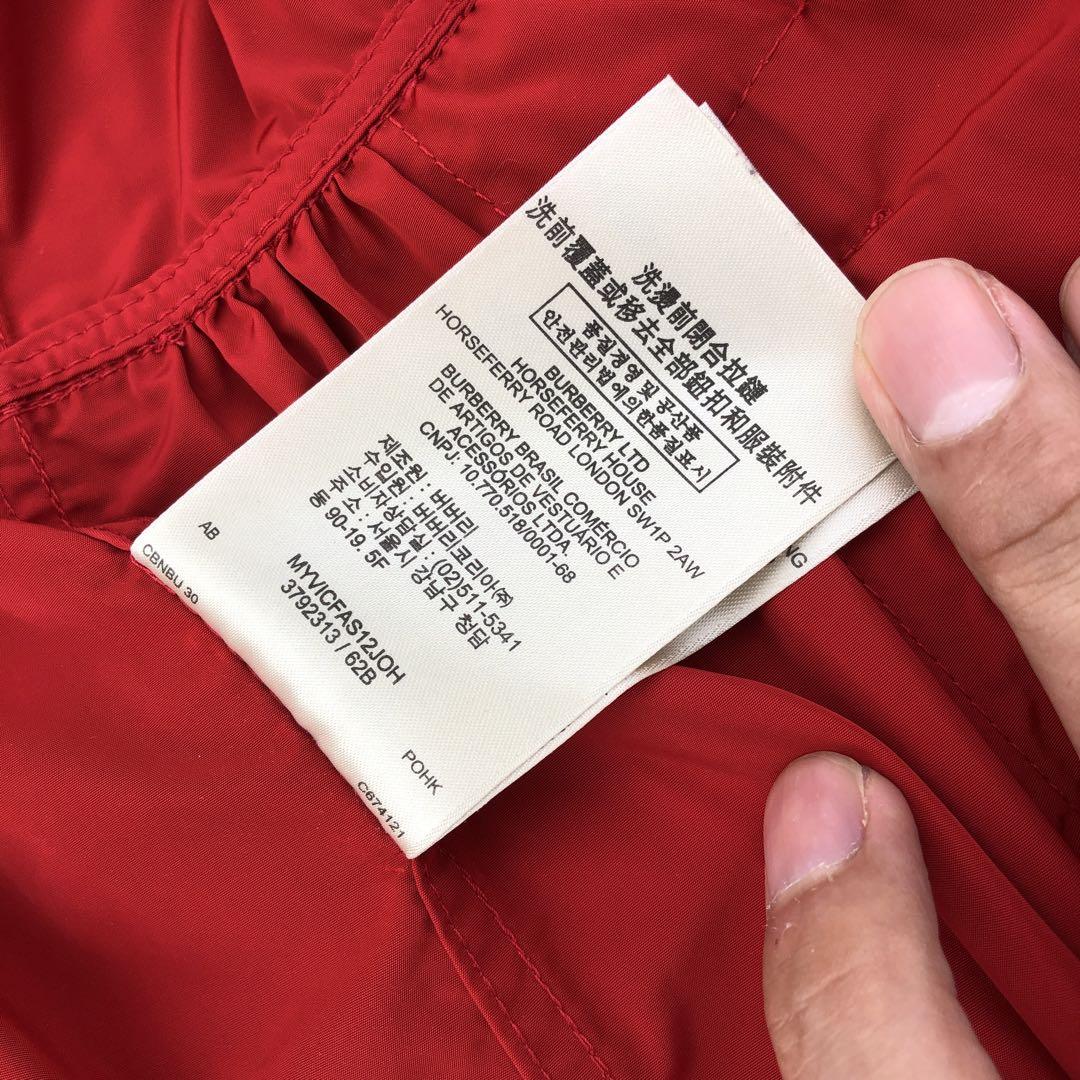 洗燙前閉合拉鏈
洗前覆蓋或移去全部鈕扣和服裝附件
품질경영 및 공산품
안전관리법에의한품질표시
BURBERRY LTD
HORSEFERRY HOUSE
HORSEFERRY ROAD LONDON SW1P 2AW
BURBERRY BRASIL COMÉRCIO
DE ARTIGOS DE VESTUÁRIO E
ACESSÓRIOS LTDA
CNPJ: 10.770.518/0001-68
제조원 : 버버리
수입원 : 버버리코리아㈜
소비자상담실 : (02)511-5341
주 소 : 서울시 강남구 청담
동 90-19. 5F
MYVICFAS12JOH
3792313 / 62B
AB
POHK
CBNBU 30
C674121
NG